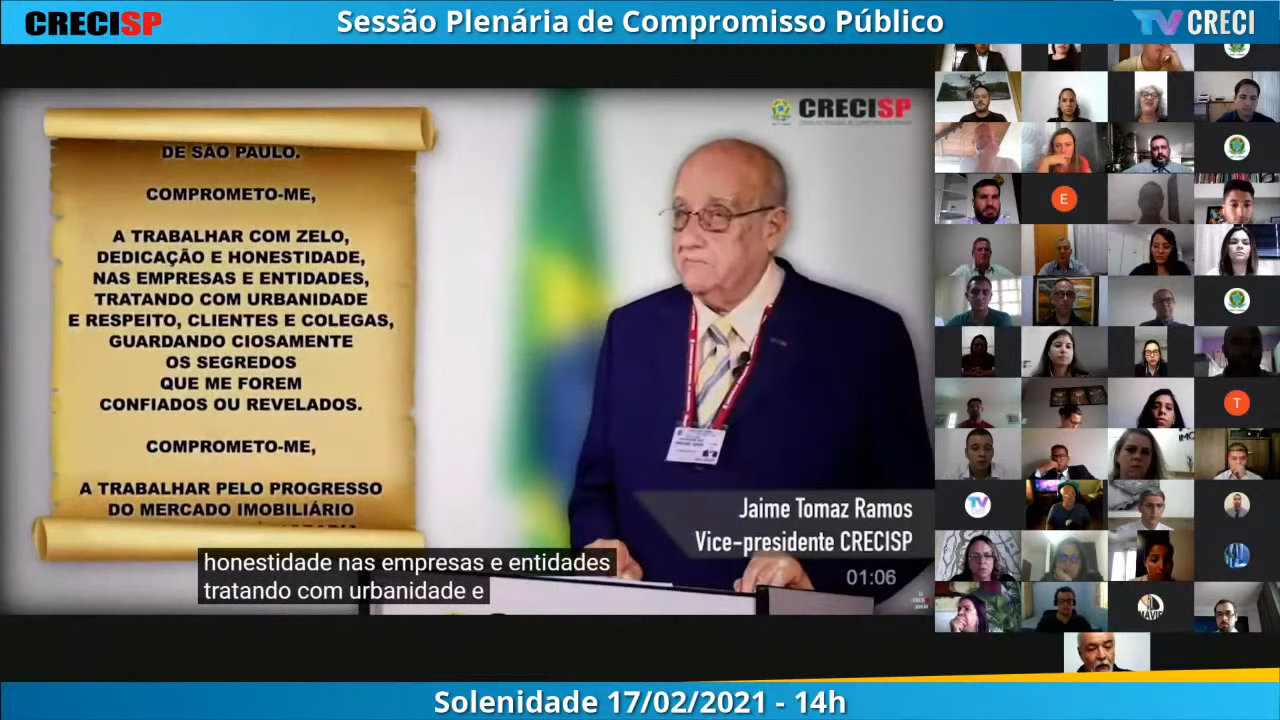 CRECISP
Sessão Plenária de Compromisso Público
TV CRECI
CRECISP
DE SÃO PAULO.
COMPROMETO-ME,
A TRABALHAR COM ZELO,
DEDICAÇÃO E HONESTIDADE,
NAS EMPRESAS E ENTIDADES,
TRATANDO COM URBANIDADE
E RESPEITO, CLIENTES E COLEGAS,
GUARDANDO CIOSAMENTE
OS SEGREDOS
QUE ME FOREM
CONFIADOS OU REVELADOS.
COMPROMETO-ME,
A TRABALHAR PELO PROGRESSO
DO MERCADO IMOBILIÁRIO
Jaime Tomaz Ramos
Vice-presidente CRECISP
01:06
honestidade nas empresas e entidades
tratando com urbanidade e
E
T
TV
Solenidade 17/02/2021 - 14h